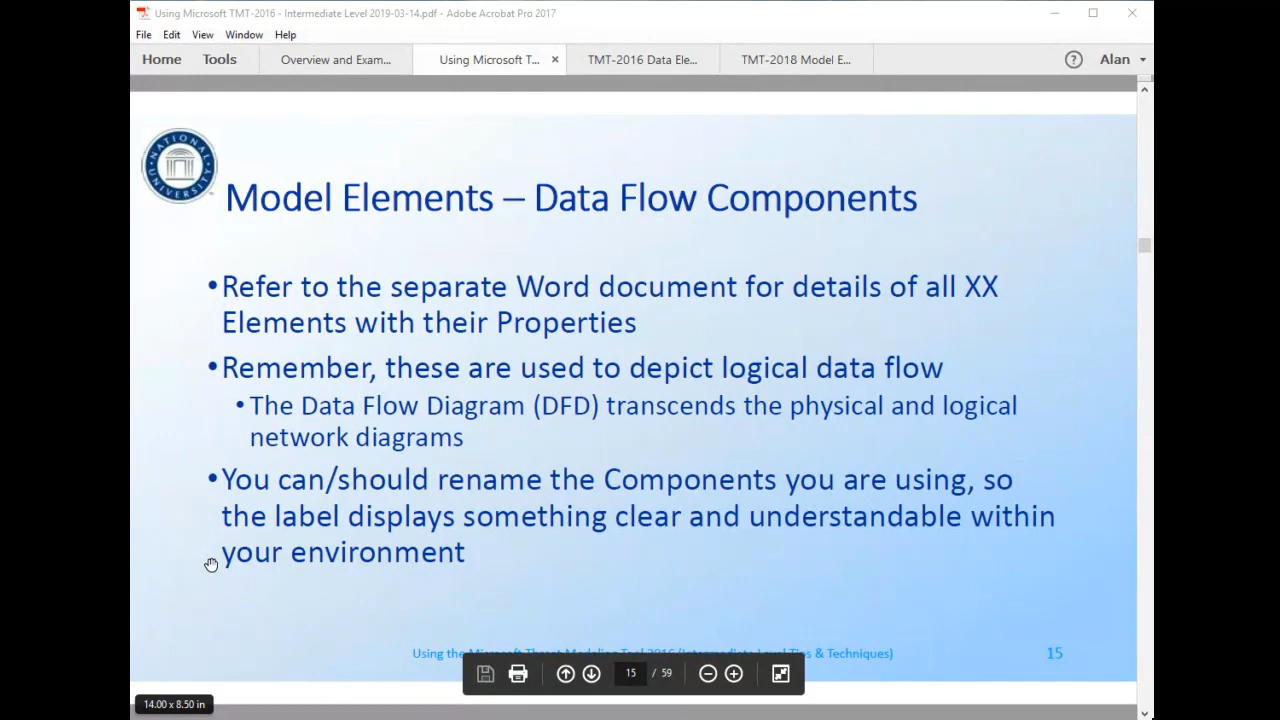 Using Microsoft TMT-2016 - Intermediate Level 2019-03-14.pdf - Adobe Acrobat Pro 2017
File Edit View Window Help
Home Tools Overview and Exam... Using Microsoft T... × TMT-2016 Data Ele... TMT-2018 Model E... ? Alan
NATIONAL UNIVERSITY
Model Elements – Data Flow Components
•Refer to the separate Word document for details of all XX
Elements with their Properties
•Remember, these are used to depict logical data flow
•The Data Flow Diagram (DFD) transcends the physical and logical
network diagrams
•You can/should rename the Components you are using, so
the label displays something clear and understandable within
your environment
Using the Microsoft Threat Modeling Tool 2016 (Intermediate Level Tips & Techniques) 15
15 / 59
14.00 x 8.50 in